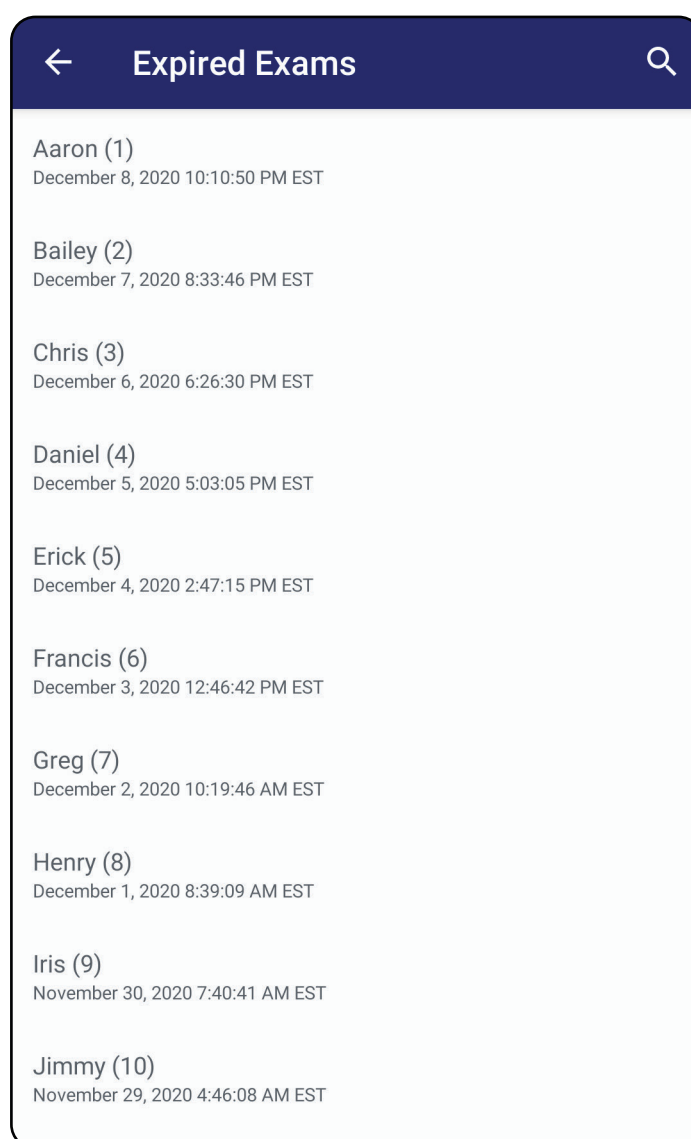 Expired Exams
Aaron (1)
December 8, 2020 10:10:50 PM EST
Bailey (2)
December 7, 2020 8:33:46 PM EST
Chris (3)
December 6, 2020 6:26:30 PM EST
Daniel (4)
December 5, 2020 5:03:05 PM EST
Erick (5)
December 4, 2020 2:47:15 PM EST
Francis (6)
December 3, 2020 12:46:42 PM EST
Greg (7)
December 2, 2020 10:19:46 AM EST
Henry (8)
December 1, 2020 8:39:09 AM EST
Iris (9)
November 30, 2020 7:40:41 AM EST
Jimmy (10)
November 29, 2020 4:46:08 AM EST